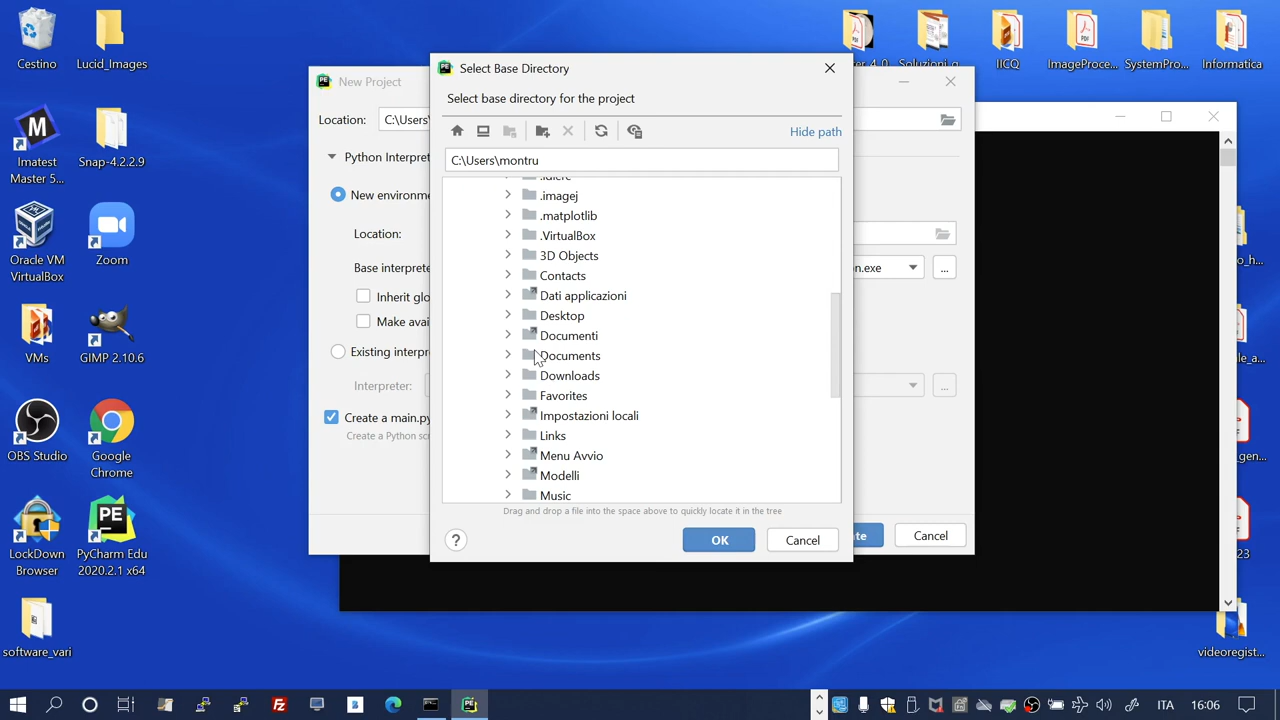 Cestino
Lucid_Images
Imatest
Master 5...
Snap-4.2.2.9
Oracle VM
VirtualBox
Zoom
VMs
GIMP 2.10.6
OBS Studio
Google
Chrome
LockDown
Browser
PyCharm Edu
2020.2.1 x64
software_vari
Soluzioni_g...
IICQ
ImageProce...
SystemPro...
Informatica
videoregist...
New Project
Location:
C:\Users\
Python Interpret
New environme
Location:
Base interprete
n.exe
...
Inherit glo
Make avai
Existing interpr
Interpreter:
...
Create a main.py
Create a Python scr
te
Cancel
Select Base Directory
Select base directory for the project
Hide path
C:\Users\montru
.imagej
.matplotlib
.VirtualBox
3D Objects
Contacts
Dati applicazioni
Desktop
Documenti
Documents
Downloads
Favorites
Impostazioni locali
Links
Menu Avvio
Modelli
Music
Drag and drop a file into the space above to quickly locate it in the tree
?
OK
Cancel
ITA
16:06